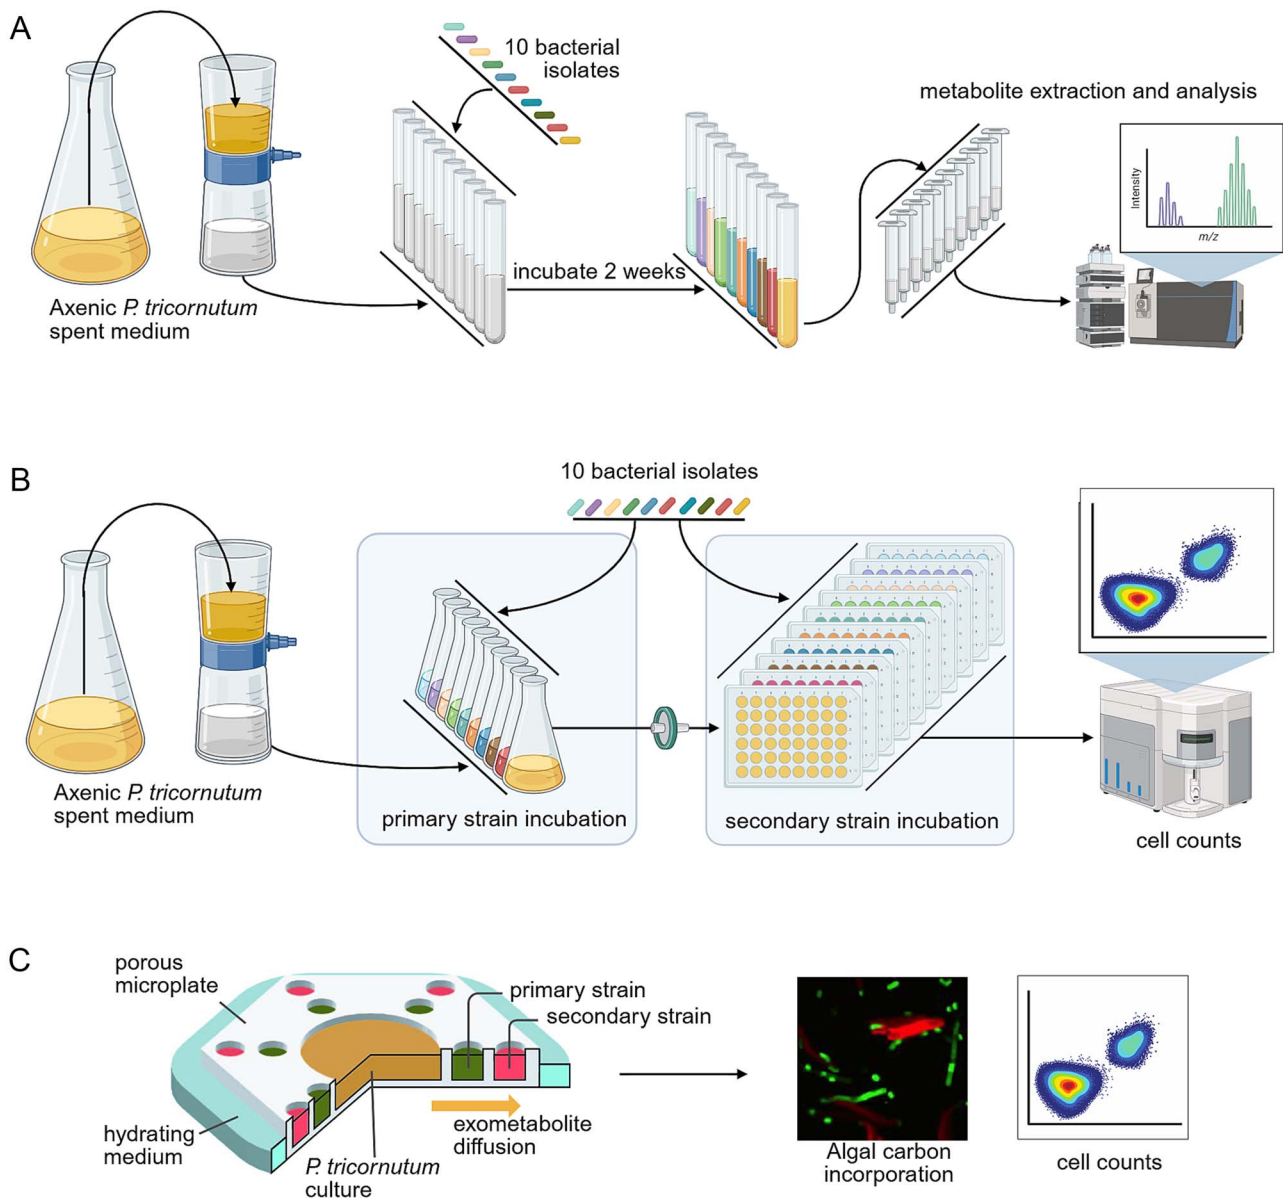 A
10 bacterial
isolates
metabolite extraction and analysis
Intensity
m/z
incubate 2 weeks
Axenic P. tricornutum
spent medium
B
10 bacterial isolates
Axenic P. tricornutum
spent medium
primary strain incubation
secondary strain incubation
cell counts
C
porous
microplate
primary strain
secondary strain
hydrating
medium
exometabolite
diffusion
P. tricornutum
culture
Algal carbon
incorporation
cell counts